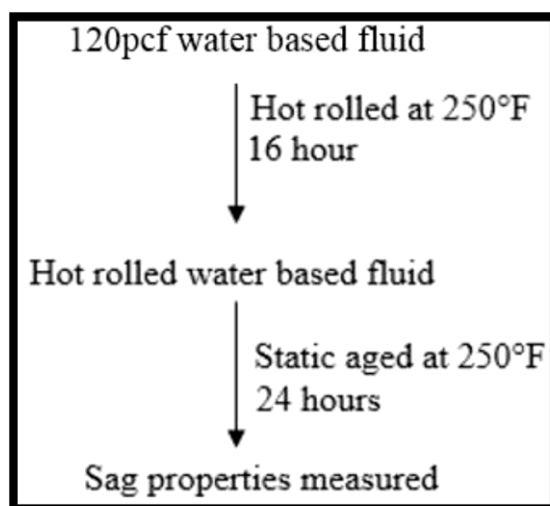 120pcf water based fluid
Hot rolled at 250°F
16 hour
Hot rolled water based fluid
Static aged at 250°F
24 hours
Sag properties measured